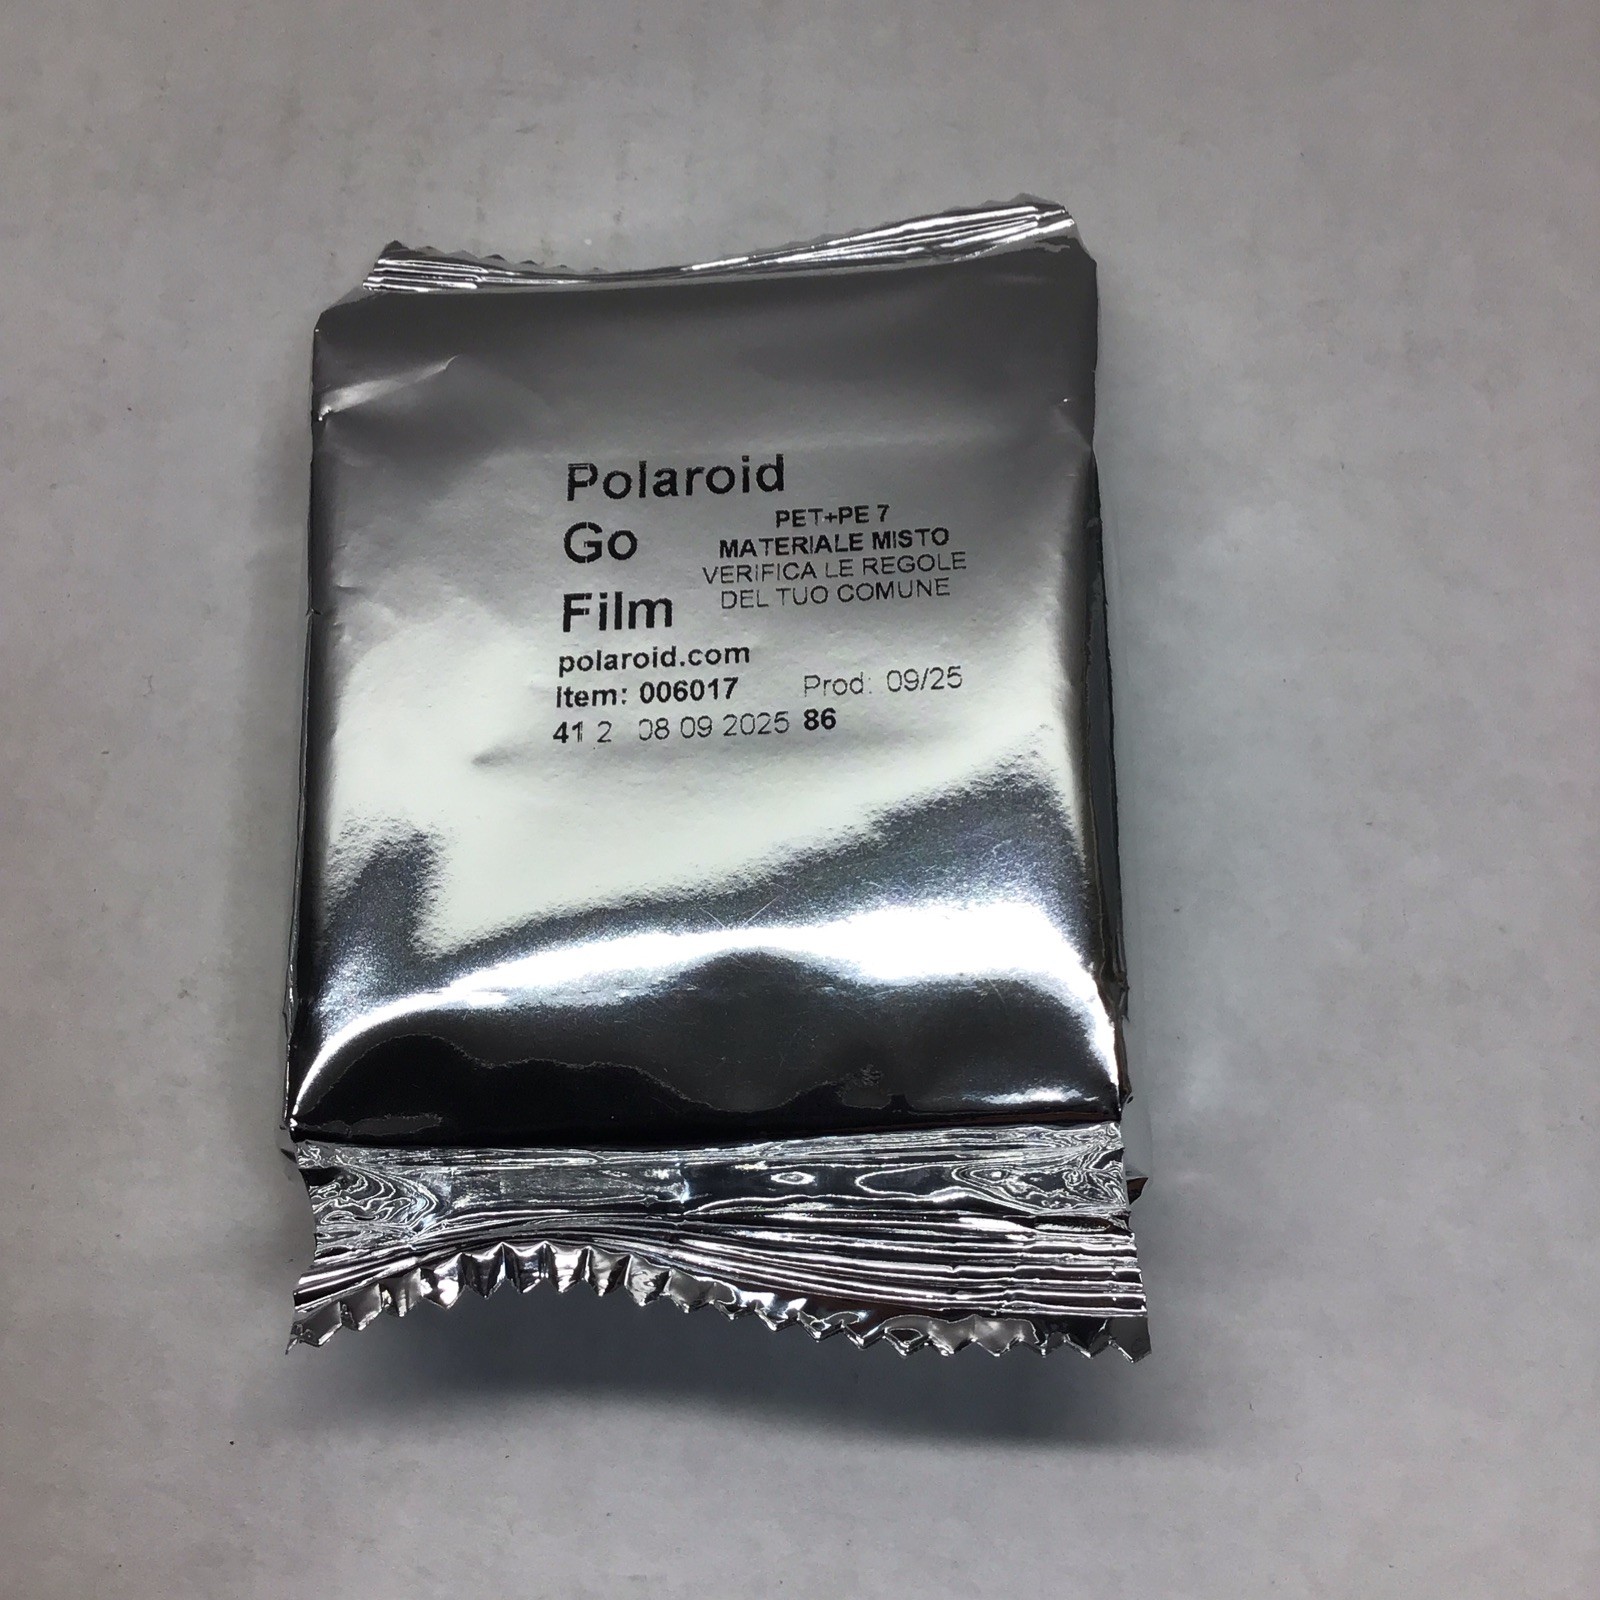 Polaroid
Go
Film
PET+PE 7
MATERIALE MISTO
VERIFICA LE REGOLE
DEL TUO COMUNE
polaroid.com
Item: 006017 Prod: 09/25
41 2 08 09 2025 86